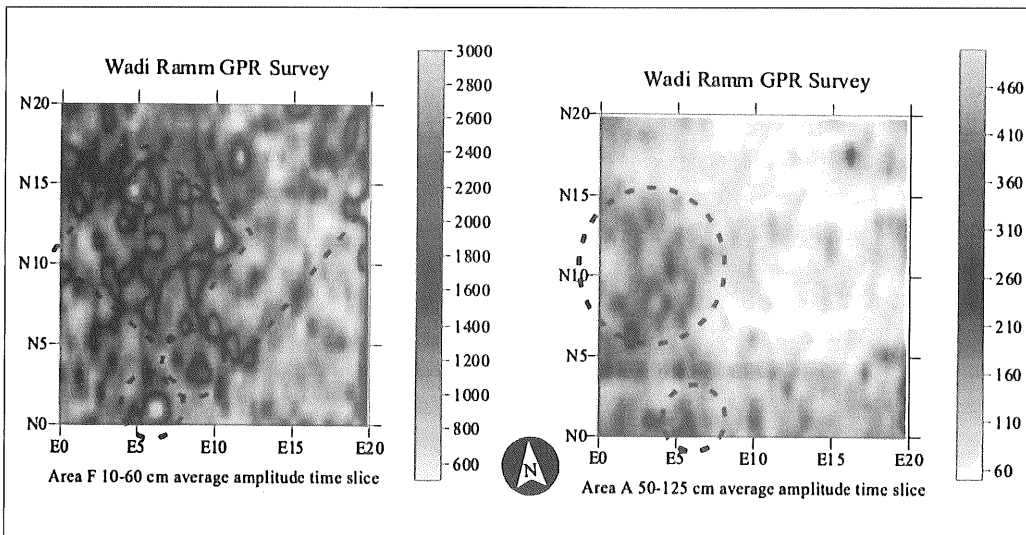 Wadi Ramm GPR Survey
N20
N15
N10
N5
N0
E0 E5 E10 E15 E20
Area F 10-60 cm average amplitude time slice
3000
2600
2400
2200
2000
1800
1600
1400
1200
1000
800
600
N
Wadi Ramm GPR Survey
N20
N15
N10
N5
N0
E0 E5 E10 E15 E20
Area A 50-125 cm average amplitude time slice
460
410
360
310
260
210
160
110
60